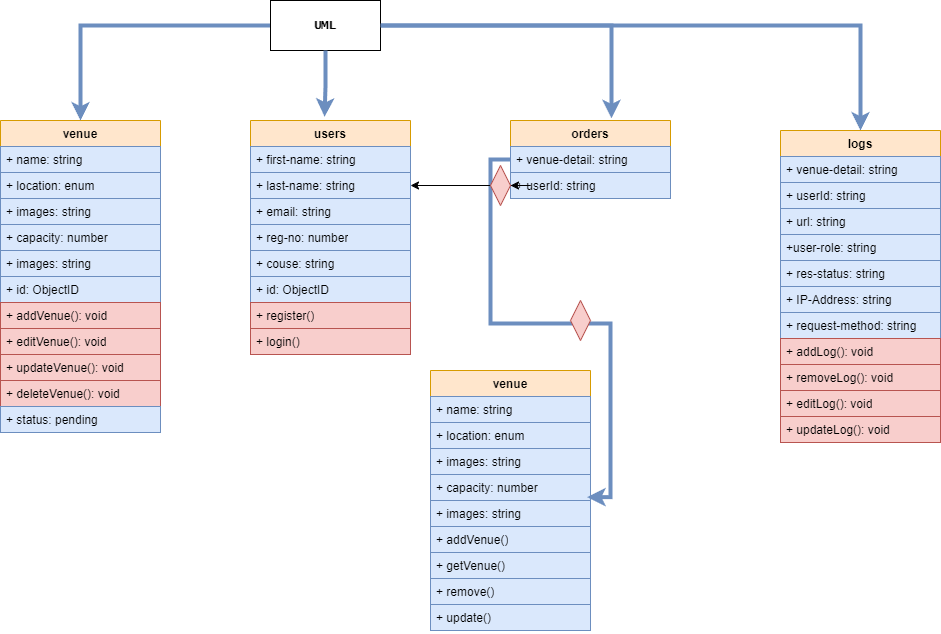 UML
venue
+ name: string
+ location: enum
+ images: string
+ capacity: number
+ images: string
+ id: ObjectID
+ addVenue(): void
+ editVenue(): void
+ updateVenue(): void
+ deleteVenue(): void
+ status: pending
users
+ first-name: string
+ last-name: string
+ email: string
+ reg-no: number
+ couse: string
+ id: ObjectID
+ register()
+ login()
orders
+ venue-detail: string
+ userId: string
venue
+ name: string
+ location: enum
+ images: string
+ capacity: number
+ images: string
+ addVenue()
+ getVenue()
+ remove()
+ update()
logs
+ venue-detail: string
+ userId: string
+ url: string
+user-role: string
+ res-status: string
+ IP-Address: string
+ request-method: string
+ addLog(): void
+ removeLog(): void
+ editLog(): void
+ updateLog(): void